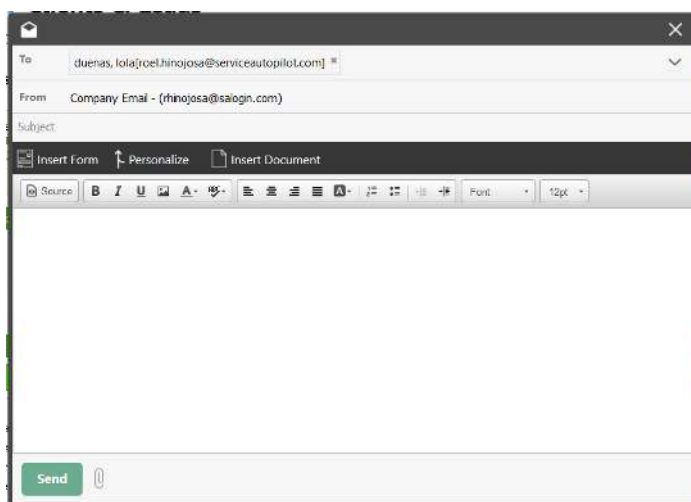 To duenas, lola[roel.hinojosa@serviceautopilot.com]
From Company Email - (rhinojosa@salogin.com)
Subject
Insert Form Personalize Insert Document
Source B I U A ABC A Font 12pt
Send